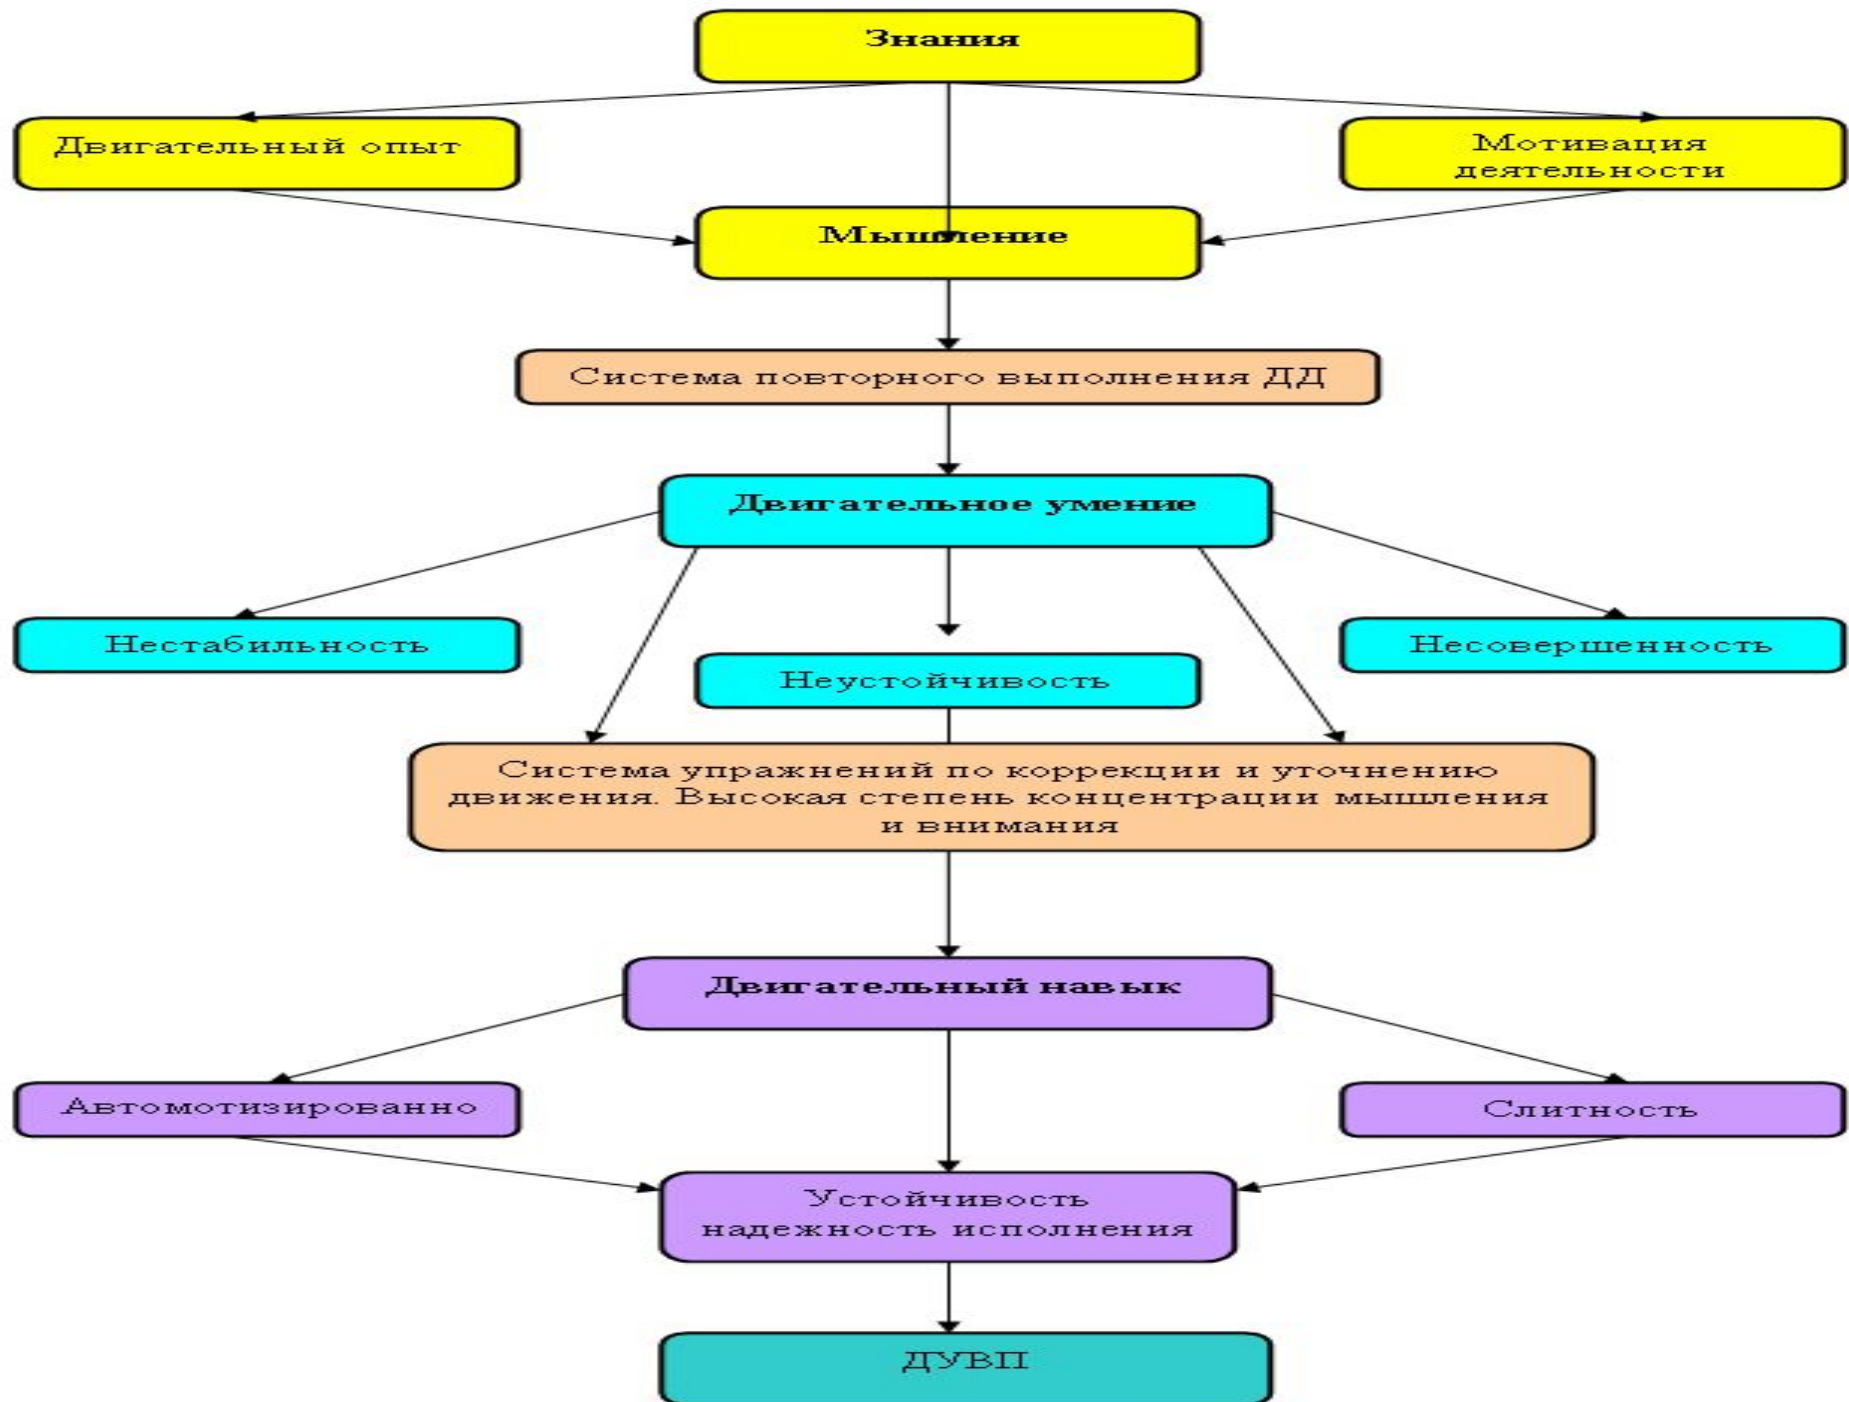 Знания
Двигательный опыт
Мотивация
деятельности
Мышление
Система повторного выполнения ДД
Двигательное умение
Нестабильность
Несовершенность
Неустойчивость
Система упражнений по коррекции и уточнению
движения. Высокая степень концентрации мышления
и внимания
Двигательный навык
Автомотизированно
Слитность
Устойчивость
надежность исполнения
ДУВП